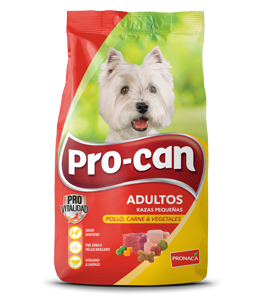 Pro-can
ADULTOS
RAZAS PEQUEÑAS
POLLO, CARNE & VEGETALES
PRO
VITALIDAD
PRONACA